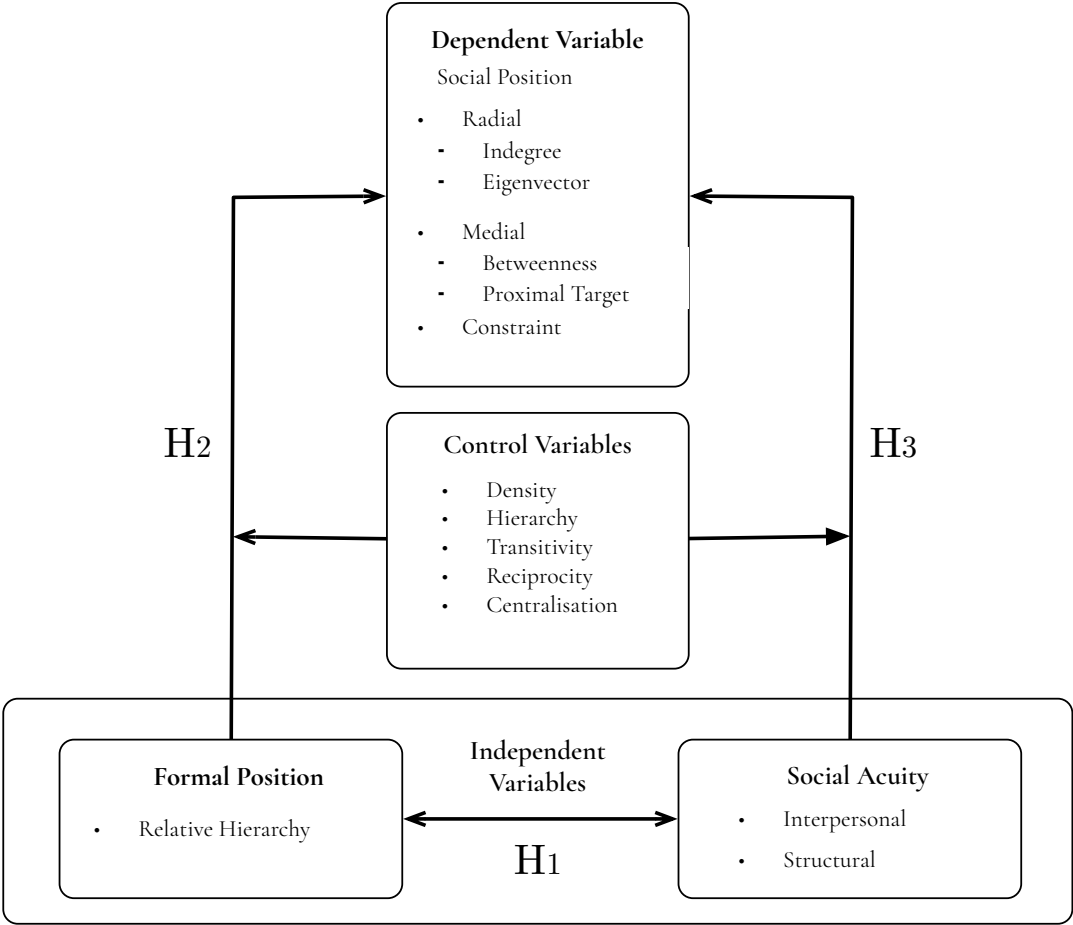 Dependent Variable
Social Position
• Radial
- Indegree
- Eigenvector
• Medial
- Betweenness
- Proximal Target
• Constraint
H2
H3
Control Variables
• Density
• Hierarchy
• Transitivity
• Reciprocity
• Centralisation
Independent
Variables
Formal Position
• Relative Hierarchy
H1
Social Acuity
• Interpersonal
• Structural